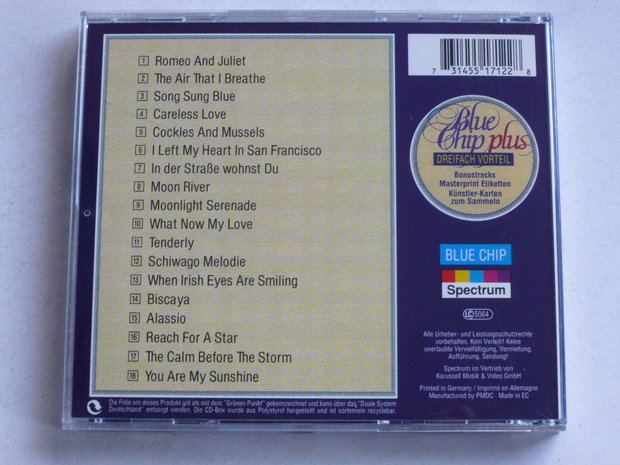 1 Romeo And Juliet
2 The Air That I Breathe
3 Song Sung Blue
4 Careless Love
5 Cockles And Mussels
6 I Left My Heart In San Francisco
7 In der Straße wohnst Du
8 Moon River
9 Moonlight Serenade
10 What Now My Love
11 Tenderly
12 Schiwago Melodie
13 When Irish Eyes Are Smiling
14 Biscaya
15 Alassio
16 Reach For A Star
17 The Calm Before The Storm
18 You Are My Sunshine
7 31455 17122 8
Blue
Chip plus
DREIFACH VORTEIL
Bonustracks
Masterprint Etiketten
Künstler-Karten
zum Sammeln
BLUE CHIP
Spectrum
LC 5064
Alle Urheber- und Leistungsschutzrechte
vorbehalten. Kein Verleih! Keine
unerlaubte Vervielfältigung, Vermietung,
Aufführung, Sendung!
Spectrum im Vertrieb von
Karussell Musik & Video GmbH
Printed in Germany / Imprimé en Allemagne
Manufactured by PMDC · Made in EC
Die Folie um dieses Produkt gilt als mit dem "Grünen Punkt" gekennzeichnet und kann über das "Duale System
Deutschland" entsorgt werden. Die CD-Box wurde aus Polystyrol hergestellt und ist sortenrein recyclebar.